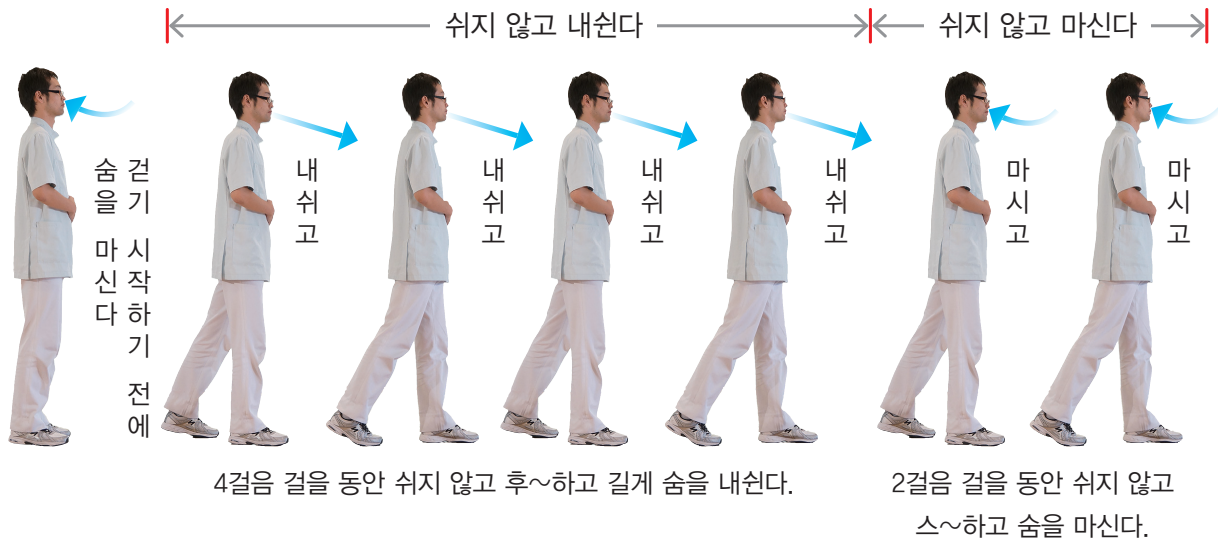 쉬지 않고 내쉰다
쉬지 않고 마신다
걷기 시작하기 전에
숨을 마신다
내쉬고
내쉬고
내쉬고
내쉬고
마시고
마시고
4걸음 걸을 동안 쉬지 않고 후~하고 길게 숨을 내쉰다.
2걸음 걸을 동안 쉬지 않고
스~하고 숨을 마신다.